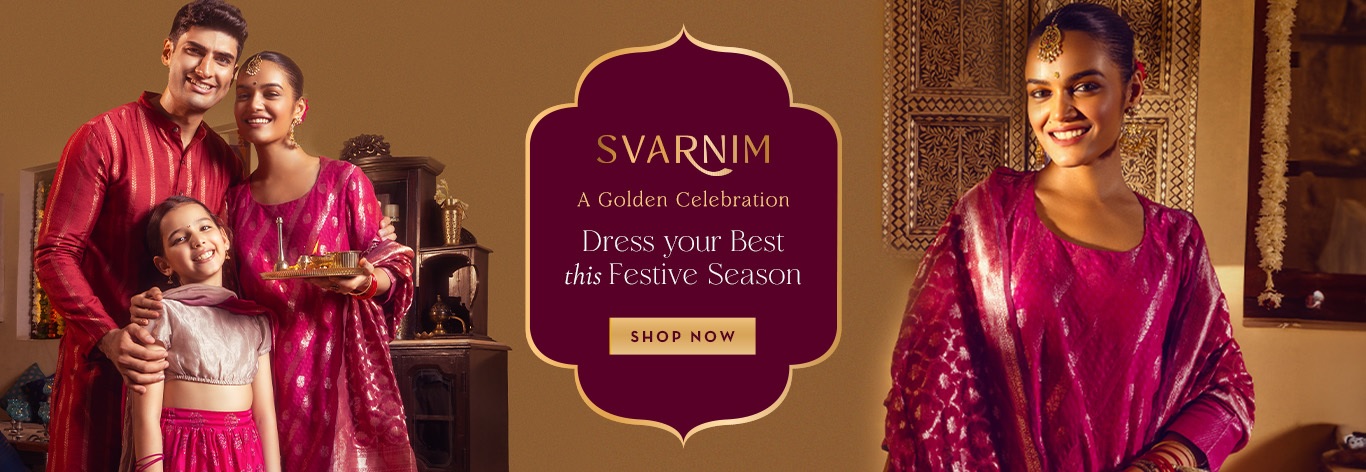 SVARNIM
A Golden Celebration
Dress your Best
this Festive Season
SHOP NOW